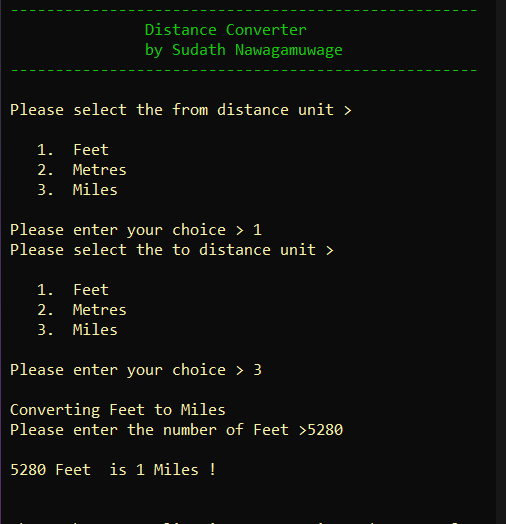 ----------------------------------------------------
Distance Converter
by Sudath Nawagamuwage
----------------------------------------------------
Please select the from distance unit >
1. Feet
2. Metres
3. Miles
Please enter your choice > 1
Please select the to distance unit >
1. Feet
2. Metres
3. Miles
Please enter your choice > 3
Converting Feet to Miles
Please enter the number of Feet >5280
5280 Feet  is 1 Miles !